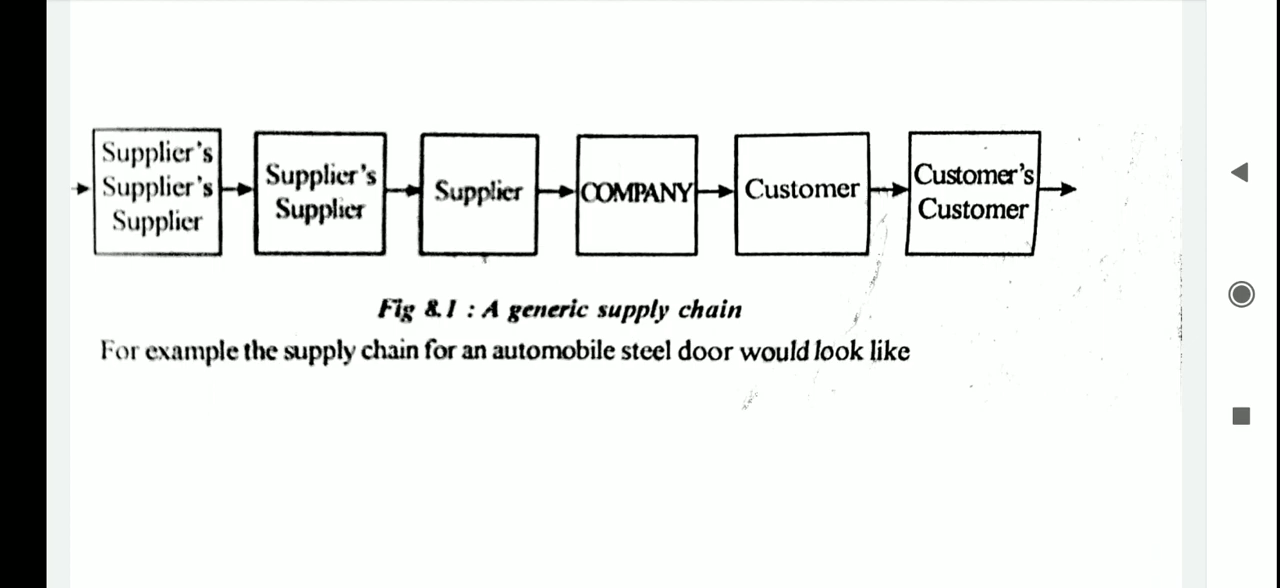 Supplier's
Supplier's
Supplier
Supplier's
Supplier
Supplier
COMPANY
Customer
Customer's
Customer
Fig 8.1 : A generic supply chain
For example the supply chain for an automobile steel door would look like